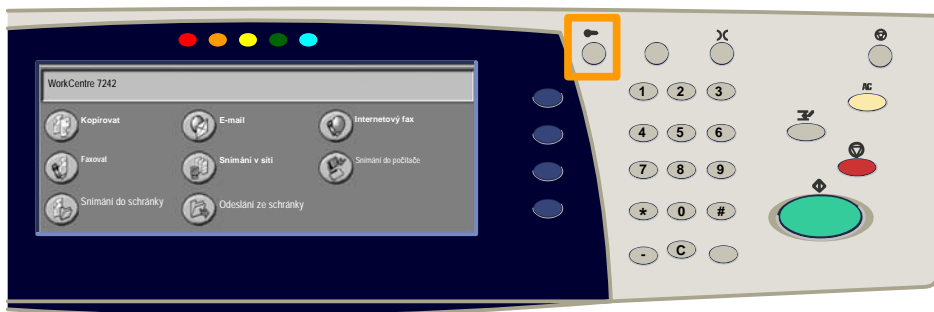 WorkCentre 7242
Kopírovat
E-mail
Internetový fax
Faxovat
Snímání v síti
Snímání do počítače
Snímání do schránky
Odeslání ze schránky
AC
1 2 3
4 5 6
7 8 9
* 0 #
- C